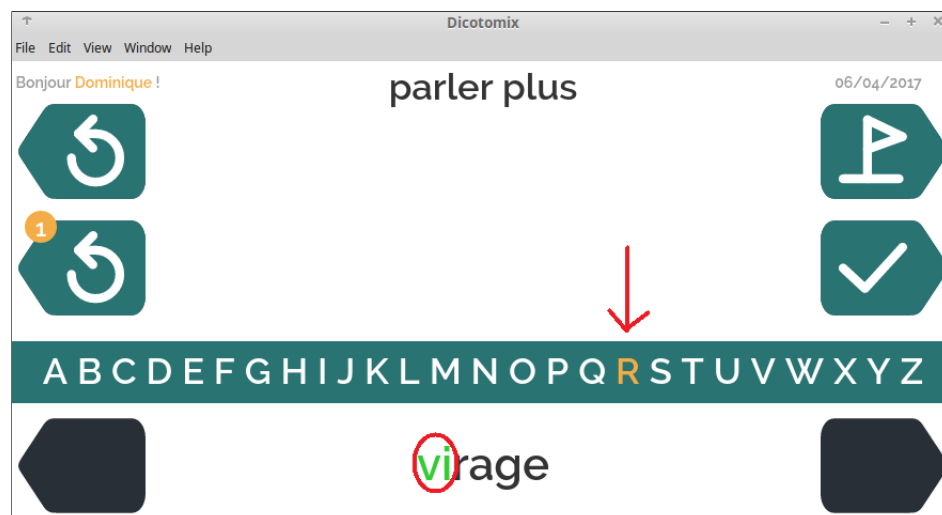 Dicotomix
File Edit View Window Help
Bonjour Dominique !
parler plus
06/04/2017
1
A B C D E F G H I J K L M N O P Q R S T U V W X Y Z
virage